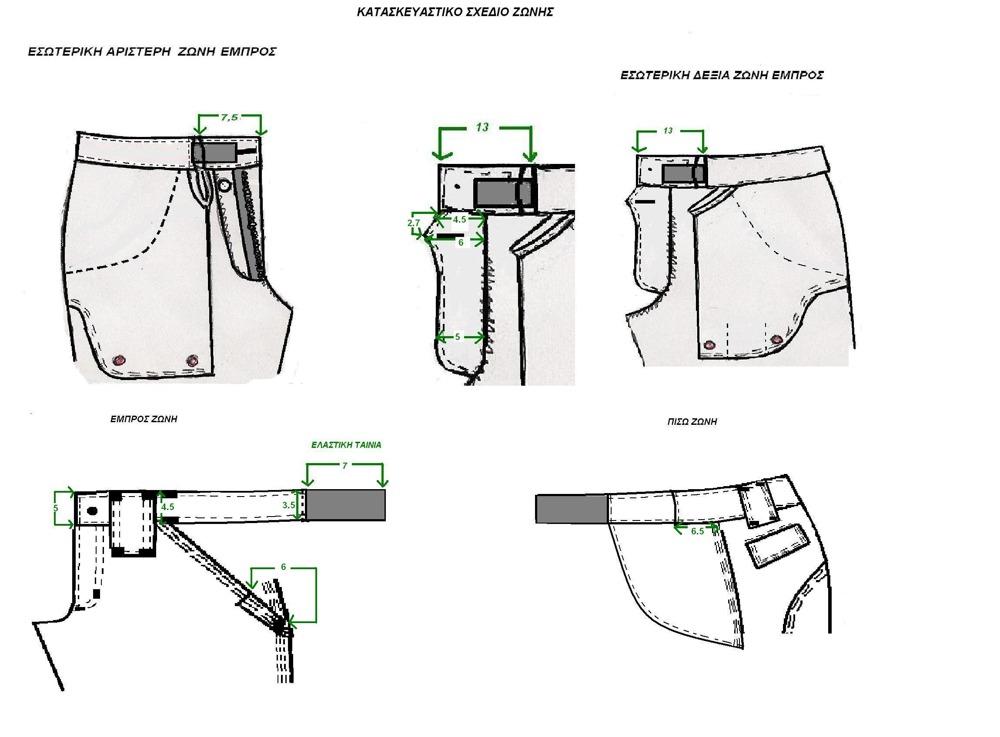 ΚΑΤΑΣΚΕΥΑΣΤΙΚΟ ΣΧΕΔΙΟ ΖΩΝΗΣ
ΕΣΩΤΕΡΙΚΗ ΑΡΙΣΤΕΡΗ ΖΩΝΗ ΕΜΠΡΟΣ
ΕΣΩΤΕΡΙΚΗ ΔΕΞΙΑ ΖΩΝΗ ΕΜΠΡΟΣ
7,5
13
13
2.7
4.5
6
5
ΕΜΠΡΟΣ ΖΩΝΗ
ΠΙΣΩ ΖΩΝΗ
ΕΛΑΣΤΙΚΗ ΤΑΙΝΙΑ
7
5
4.5
3.5
6.5
6